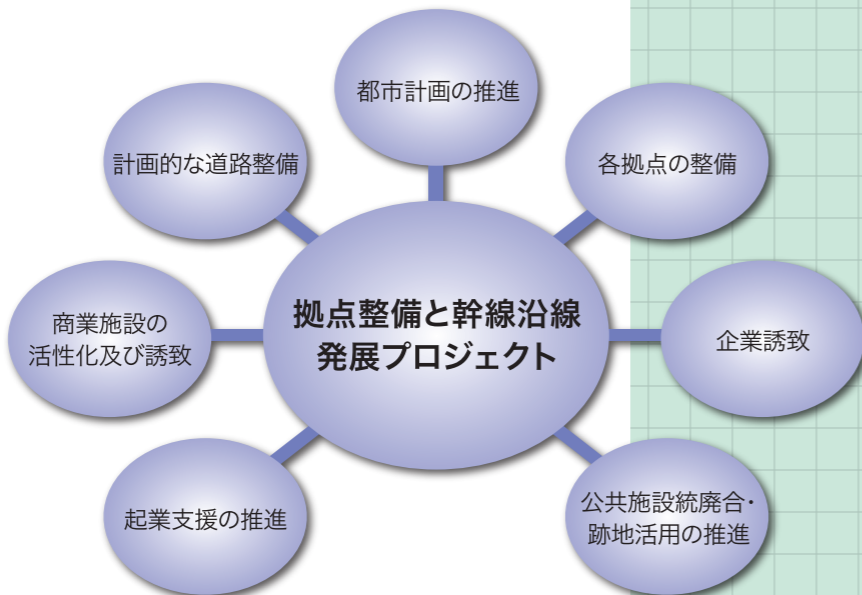 都市計画の推進
計画的な道路整備
各拠点の整備
拠点整備と幹線沿線
発展プロジェクト
商業施設の
活性化及び誘致
企業誘致
起業支援の推進
公共施設統廃合・
跡地活用の推進